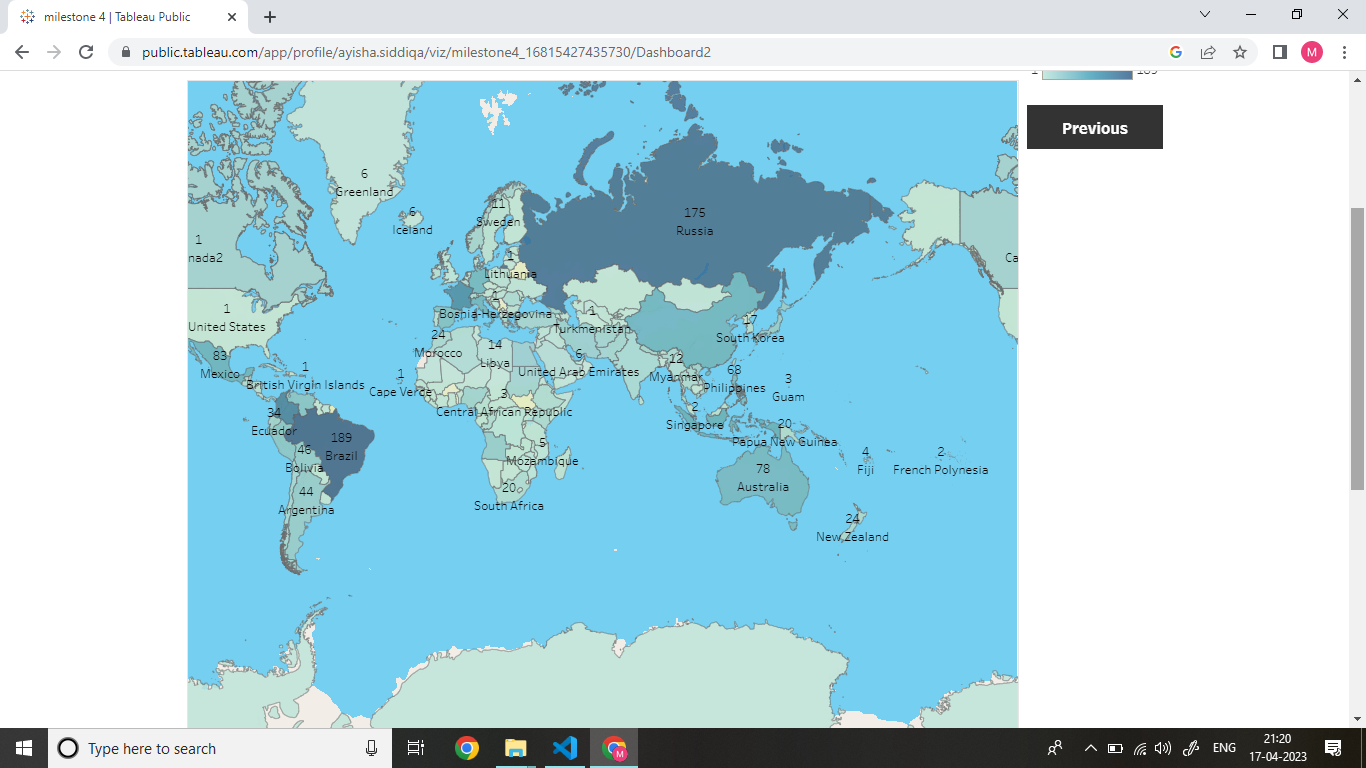 milestone 4 | Tableau Public
public.tableau.com/app/profile/ayisha.siddiqa/viz/milestone4_16815427435730/Dashboard2
M
1
189
Previous
6
Greenland
6
Iceland
11
Sweden
175
Russia
1
nada2
Ca
1
Lithuania
1
United States
1
Bosnia-Herzegovina
1
Turkmenistan
17
South Korea
24
Morocco
14
Libya
6
United Arab Emirates
83
Mexico
1
British Virgin Islands
1
Cape Verde
12
Myanmar
68
Philippines
3
Guam
3
Central African Republic
34
Ecuador
2
Singapore
20
Papua New Guinea
189
Brazil
46
Bolivia
5
Mozambique
4
Fiji
2
French Polynesia
78
Australia
44
Argentina
20
South Africa
24
New Zealand
Type here to search
M
ENG
21:20
17-04-2023